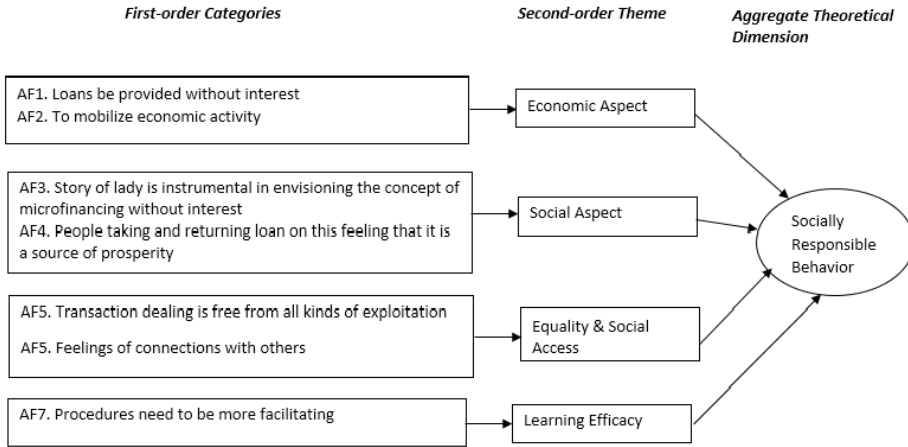 First-order Categories
Second-order Theme
Aggregate Theoretical
Dimension
AF1. Loans be provided without interest
AF2. To mobilize economic activity
Economic Aspect
AF3. Story of lady is instrumental in envisioning the concept of
microfinancing without interest
AF4. People taking and returning loan on this feeling that it is
a source of prosperity
Social Aspect
Socially
Responsible
Behavior
AF5. Transaction dealing is free from all kinds of exploitation
AF5. Feelings of connections with others
Equality & Social
Access
AF7. Procedures need to be more facilitating
Learning Efficacy